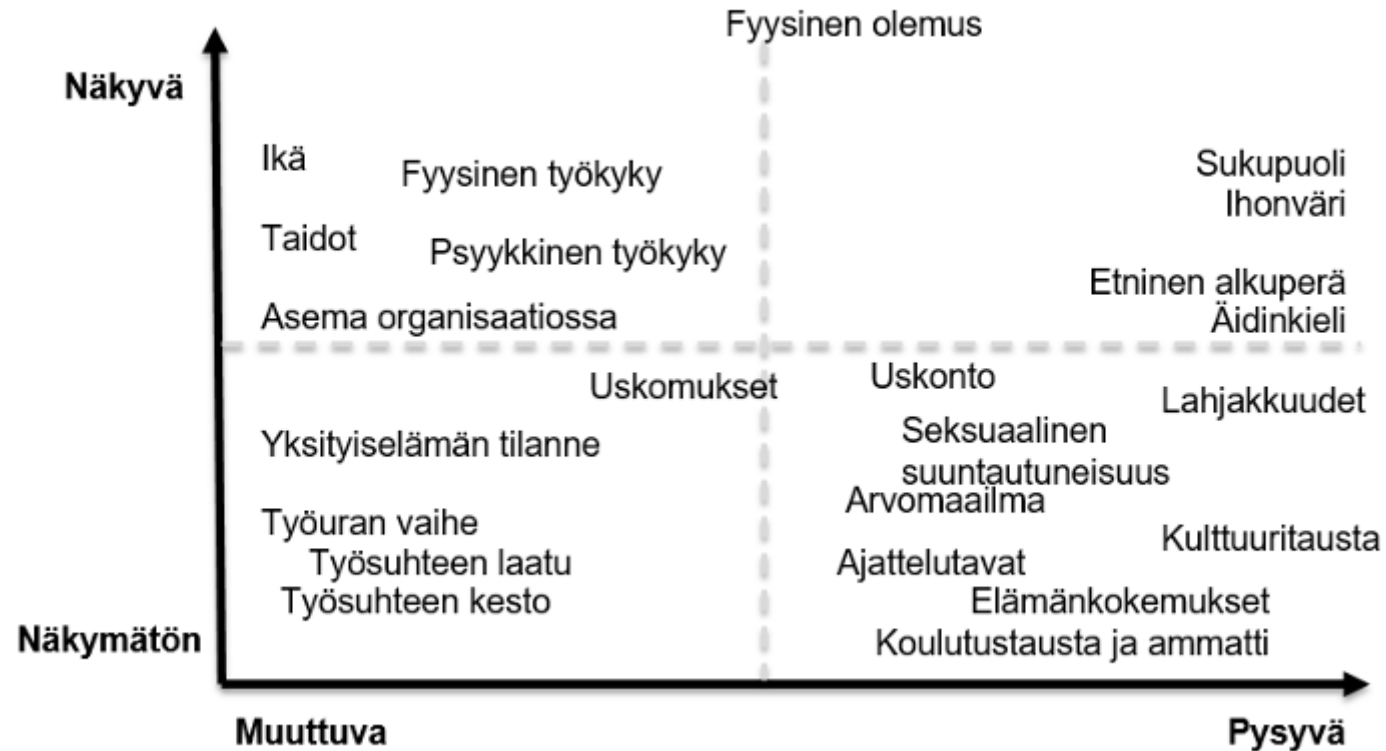 Fyysinen olemus
Näkyvä
Ikä
Fyysinen työkyky
Sukupuoli
Ihonväri
Taidot
Psyykkinen työkyky
Etninen alkuperä
Äidinkieli
Asema organisaatiossa
Uskomukset
Uskonto
Lahjakkuudet
Yksityiselämän tilanne
Seksuaalinen
suuntautuneisuus
Arvomaailma
Työuran vaihe
Kulttuuritausta
Työsuhteen laatu
Ajattelutavat
Työsuhteen kesto
Elämänkokemukset
Näkymätön
Koulutustausta ja ammatti
Muuttuva
Pysyvä